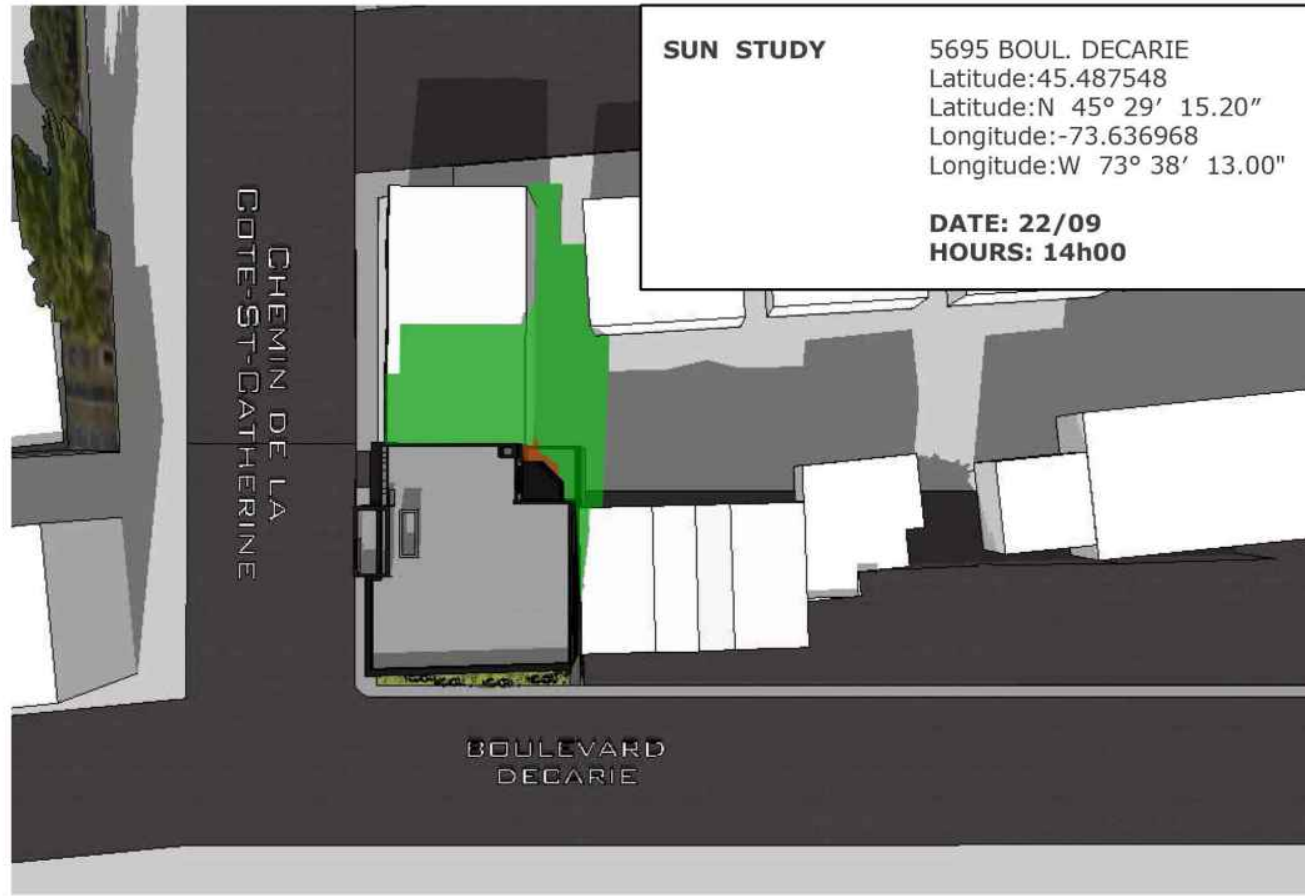 SUN STUDY
5695 BOUL. DECARIE
Latitude:45.487548
Latitude:N 45° 29′ 15.20″
Longitude:-73.636968
Longitude:W 73° 38′ 13.00"
DATE: 22/09
HOURS: 14h00
CHEMIN DE LA
COTE-ST-CATHERINE
BOULEVARD
DECARIE